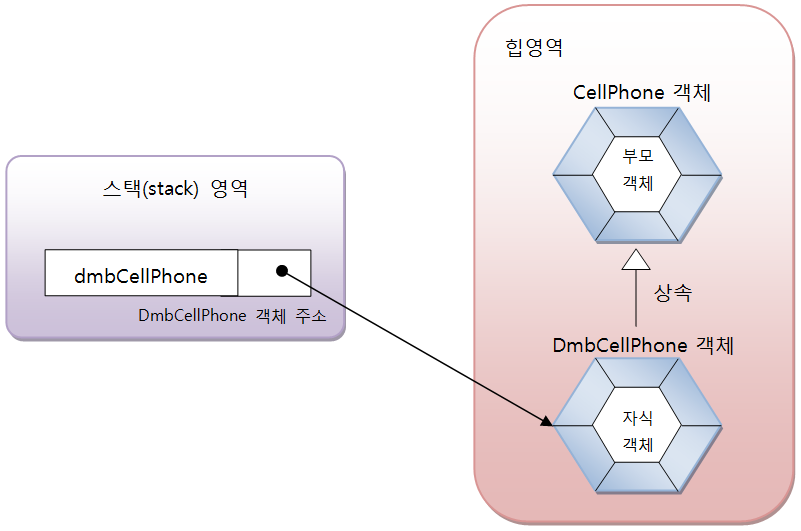 힙영역
CellPhone 객체
부모
객체
스택(stack) 영역
dmbCellPhone
DmbCellPhone 객체 주소
상속
DmbCellPhone 객체
자식
객체